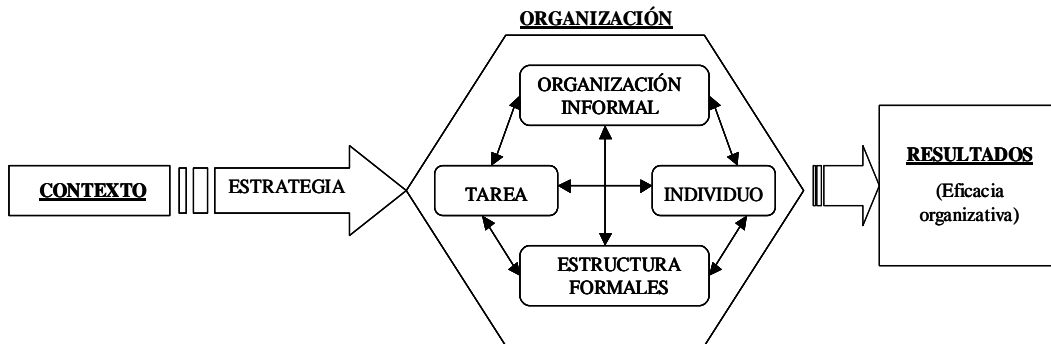 ORGANIZACIÓN
ORGANIZACIÓN
INFORMAL
CONTEXTO
ESTRATEGIA
TAREA
INDIVIDUO
ESTRUCTURA
FORMALES
RESULTADOS
(Eficacia
organizativa)